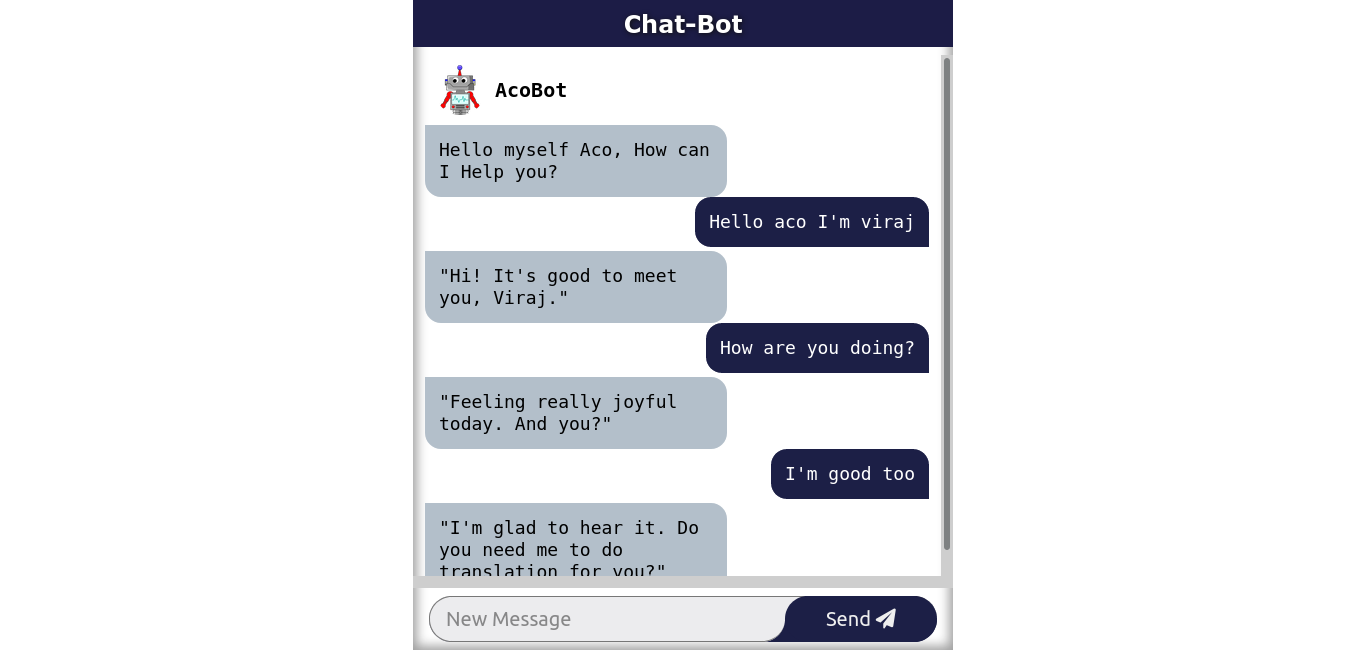 Chat-Bot
AcoBot
Hello myself Aco, How can
I Help you?
Hello aco I'm viraj
"Hi! It's good to meet
you, Viraj."
How are you doing?
"Feeling really joyful
today. And you?"
I'm good too
"I'm glad to hear it. Do
you need me to do
translation for you?"
New Message
Send